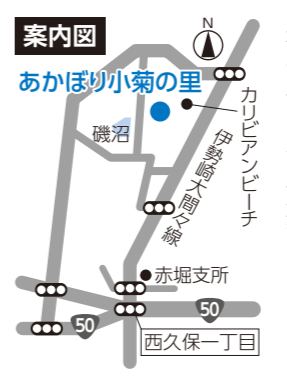 案内図
N
あかぼり小菊の里
カリビアンビーチ
磯沼
伊勢崎大間々線
赤堀支所
50
50
西久保一丁目